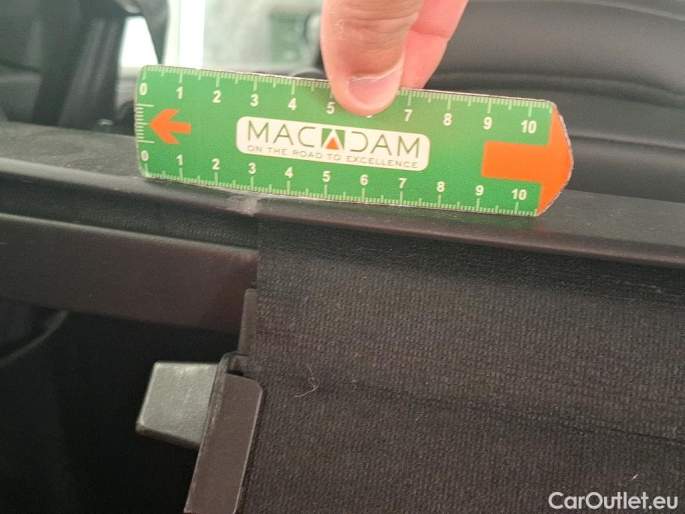 0 1 2 3 4 5 6 7 8 9 10
MACADAM
ON THE ROAD TO EXCELLENCE
0 1 2 3 4 5 6 7 8 9 10
CarOutlet.eu